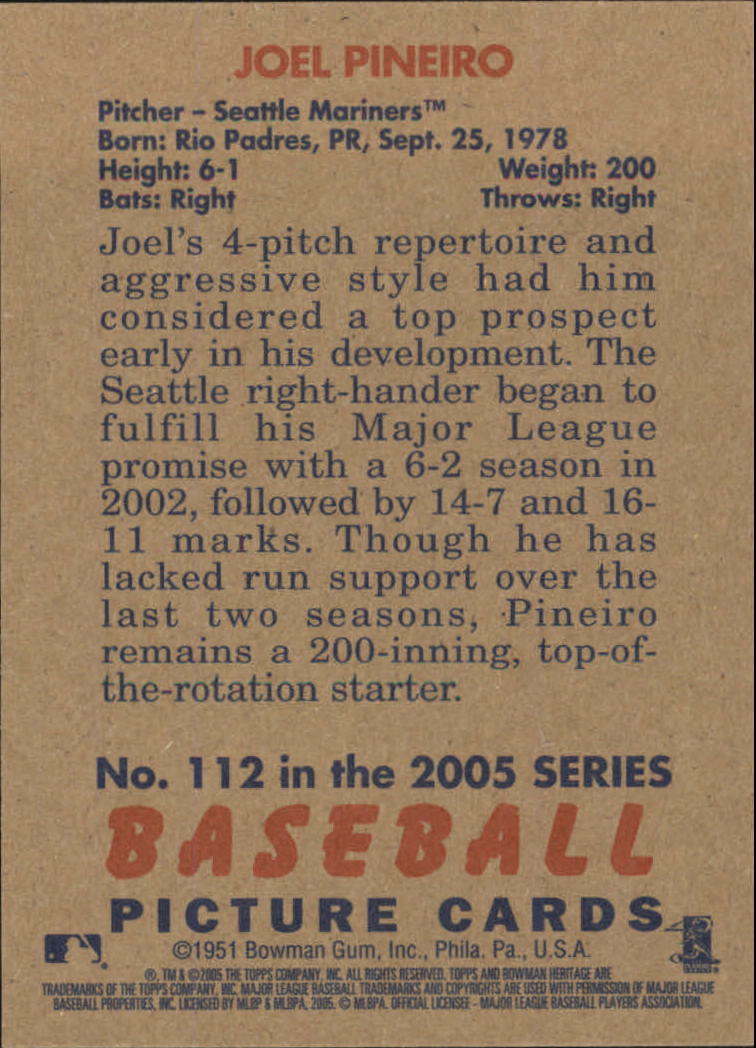 JOEL PINEIRO
Pitcher – Seattle Mariners™
Born: Rio Padres, PR, Sept. 25, 1978
Height: 6-1 Weight: 200
Bats: Right Throws: Right
Joel's 4-pitch repertoire and
aggressive style had him
considered a top prospect
early in his development. The
Seattle right-hander began to
fulfill his Major League
promise with a 6-2 season in
2002, followed by 14-7 and 16-
11 marks. Though he has
lacked run support over the
last two seasons, Pineiro
remains a 200-inning, top-of-
the-rotation starter.
No. 112 in the 2005 SERIES
BASEBALL
PICTURE CARDS
©1951 Bowman Gum, Inc., Phila. Pa., U.S.A.
®, TM & ©2005 THE TOPPS COMPANY, INC. ALL RIGHTS RESERVED. TOPPS AND BOWMAN HERITAGE ARE
TRADEMARKS OF THE TOPPS COMPANY, INC. MAJOR LEAGUE BASEBALL TRADEMARKS AND COPYRIGHTS ARE USED WITH PERMISSION OF MAJOR LEAGUE
BASEBALL PROPERTIES, INC. LICENSED BY MLBP & MLBPA, 2005. © MLBPA. OFFICIAL LICENSEE - MAJOR LEAGUE BASEBALL PLAYERS ASSOCIATION.